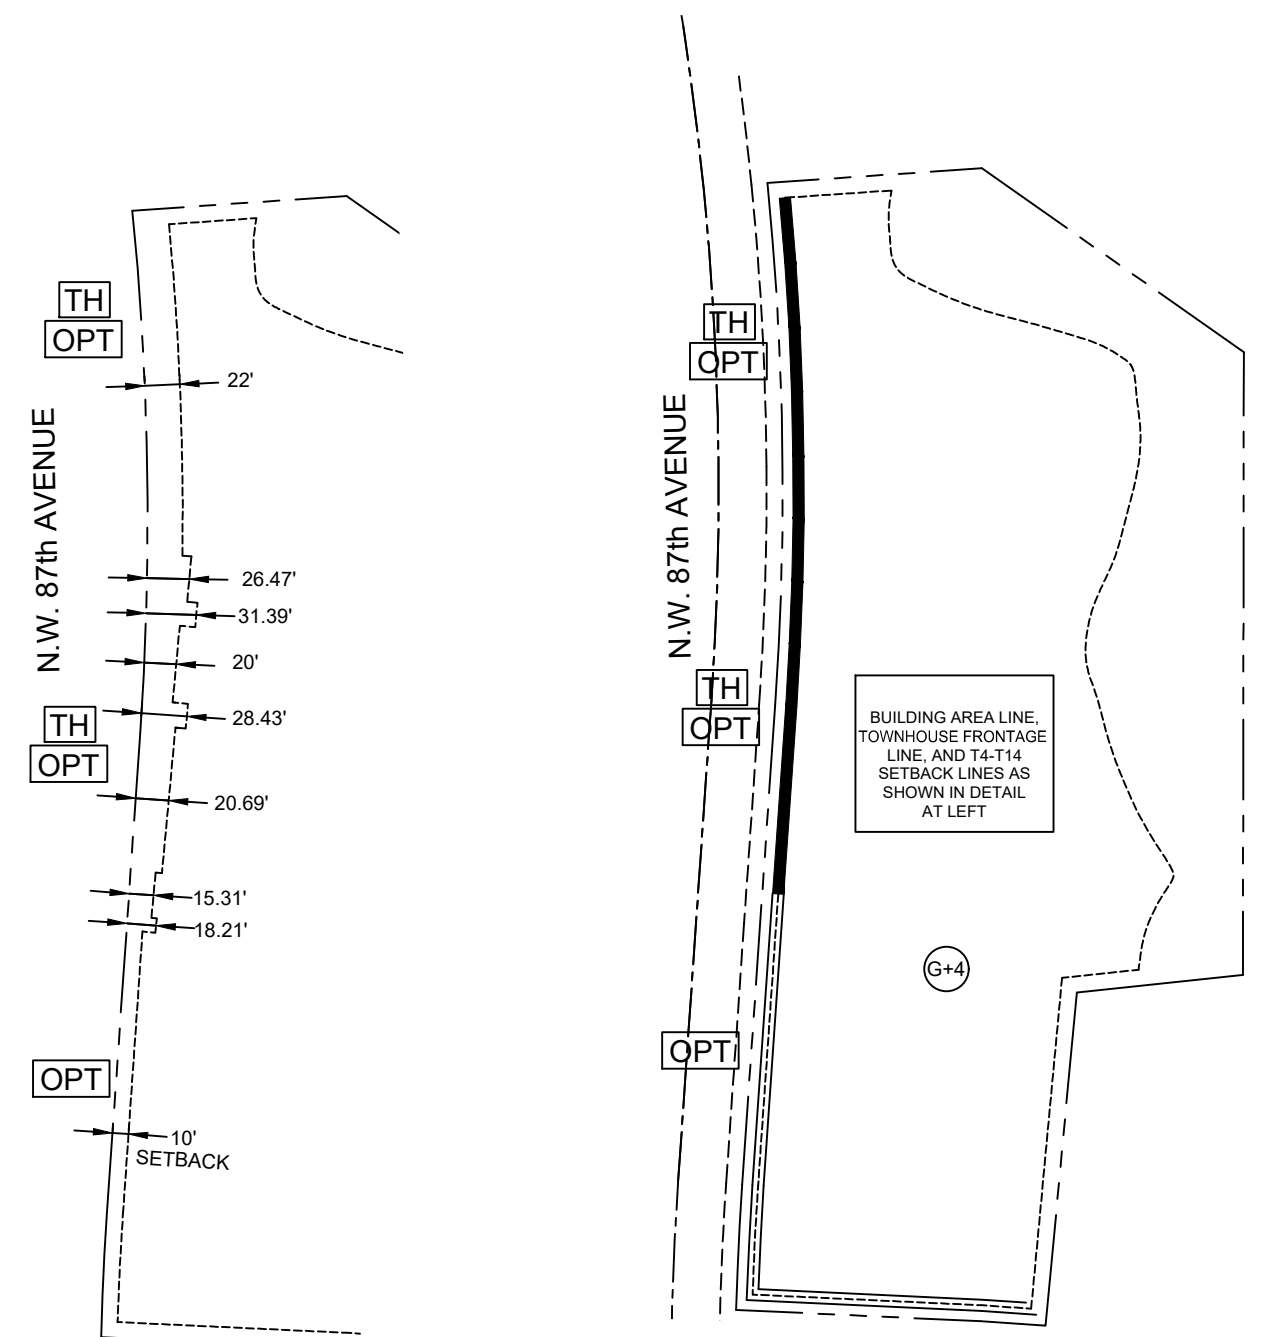 TH
OPT
22'
N.W. 87th AVENUE
26.47'
31.39'
20'
28.43'
TH
OPT
20.69'
15.31'
18.21'
OPT
10'
SETBACK
TH
OPT
N.W. 87th AVENUE
TH
OPT
BUILDING AREA LINE,
TOWNHOUSE FRONTAGE
LINE, AND T4-T14
SETBACK LINES AS
SHOWN IN DETAIL
AT LEFT
G+4
OPT